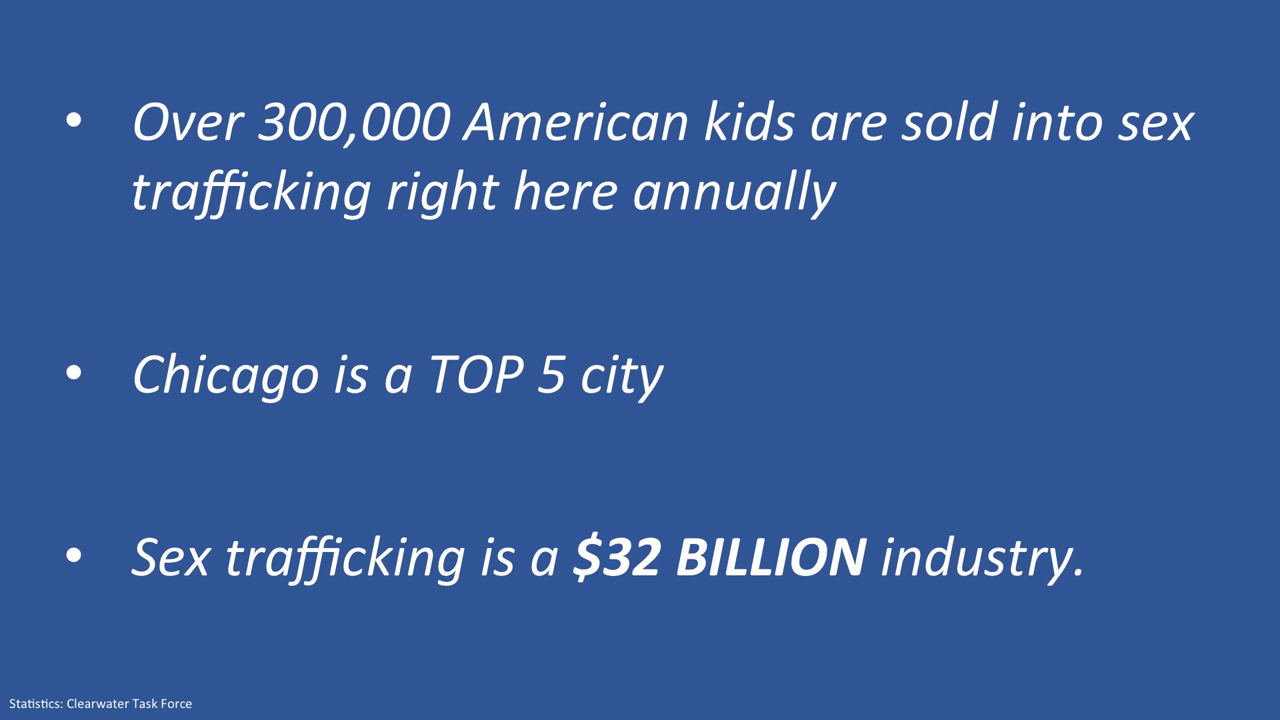 • Over 300,000 American kids are sold into sex
trafficking right here annually
• Chicago is a TOP 5 city
• Sex trafficking is a $32 BILLION industry.
Statistics: Clearwater Task Force